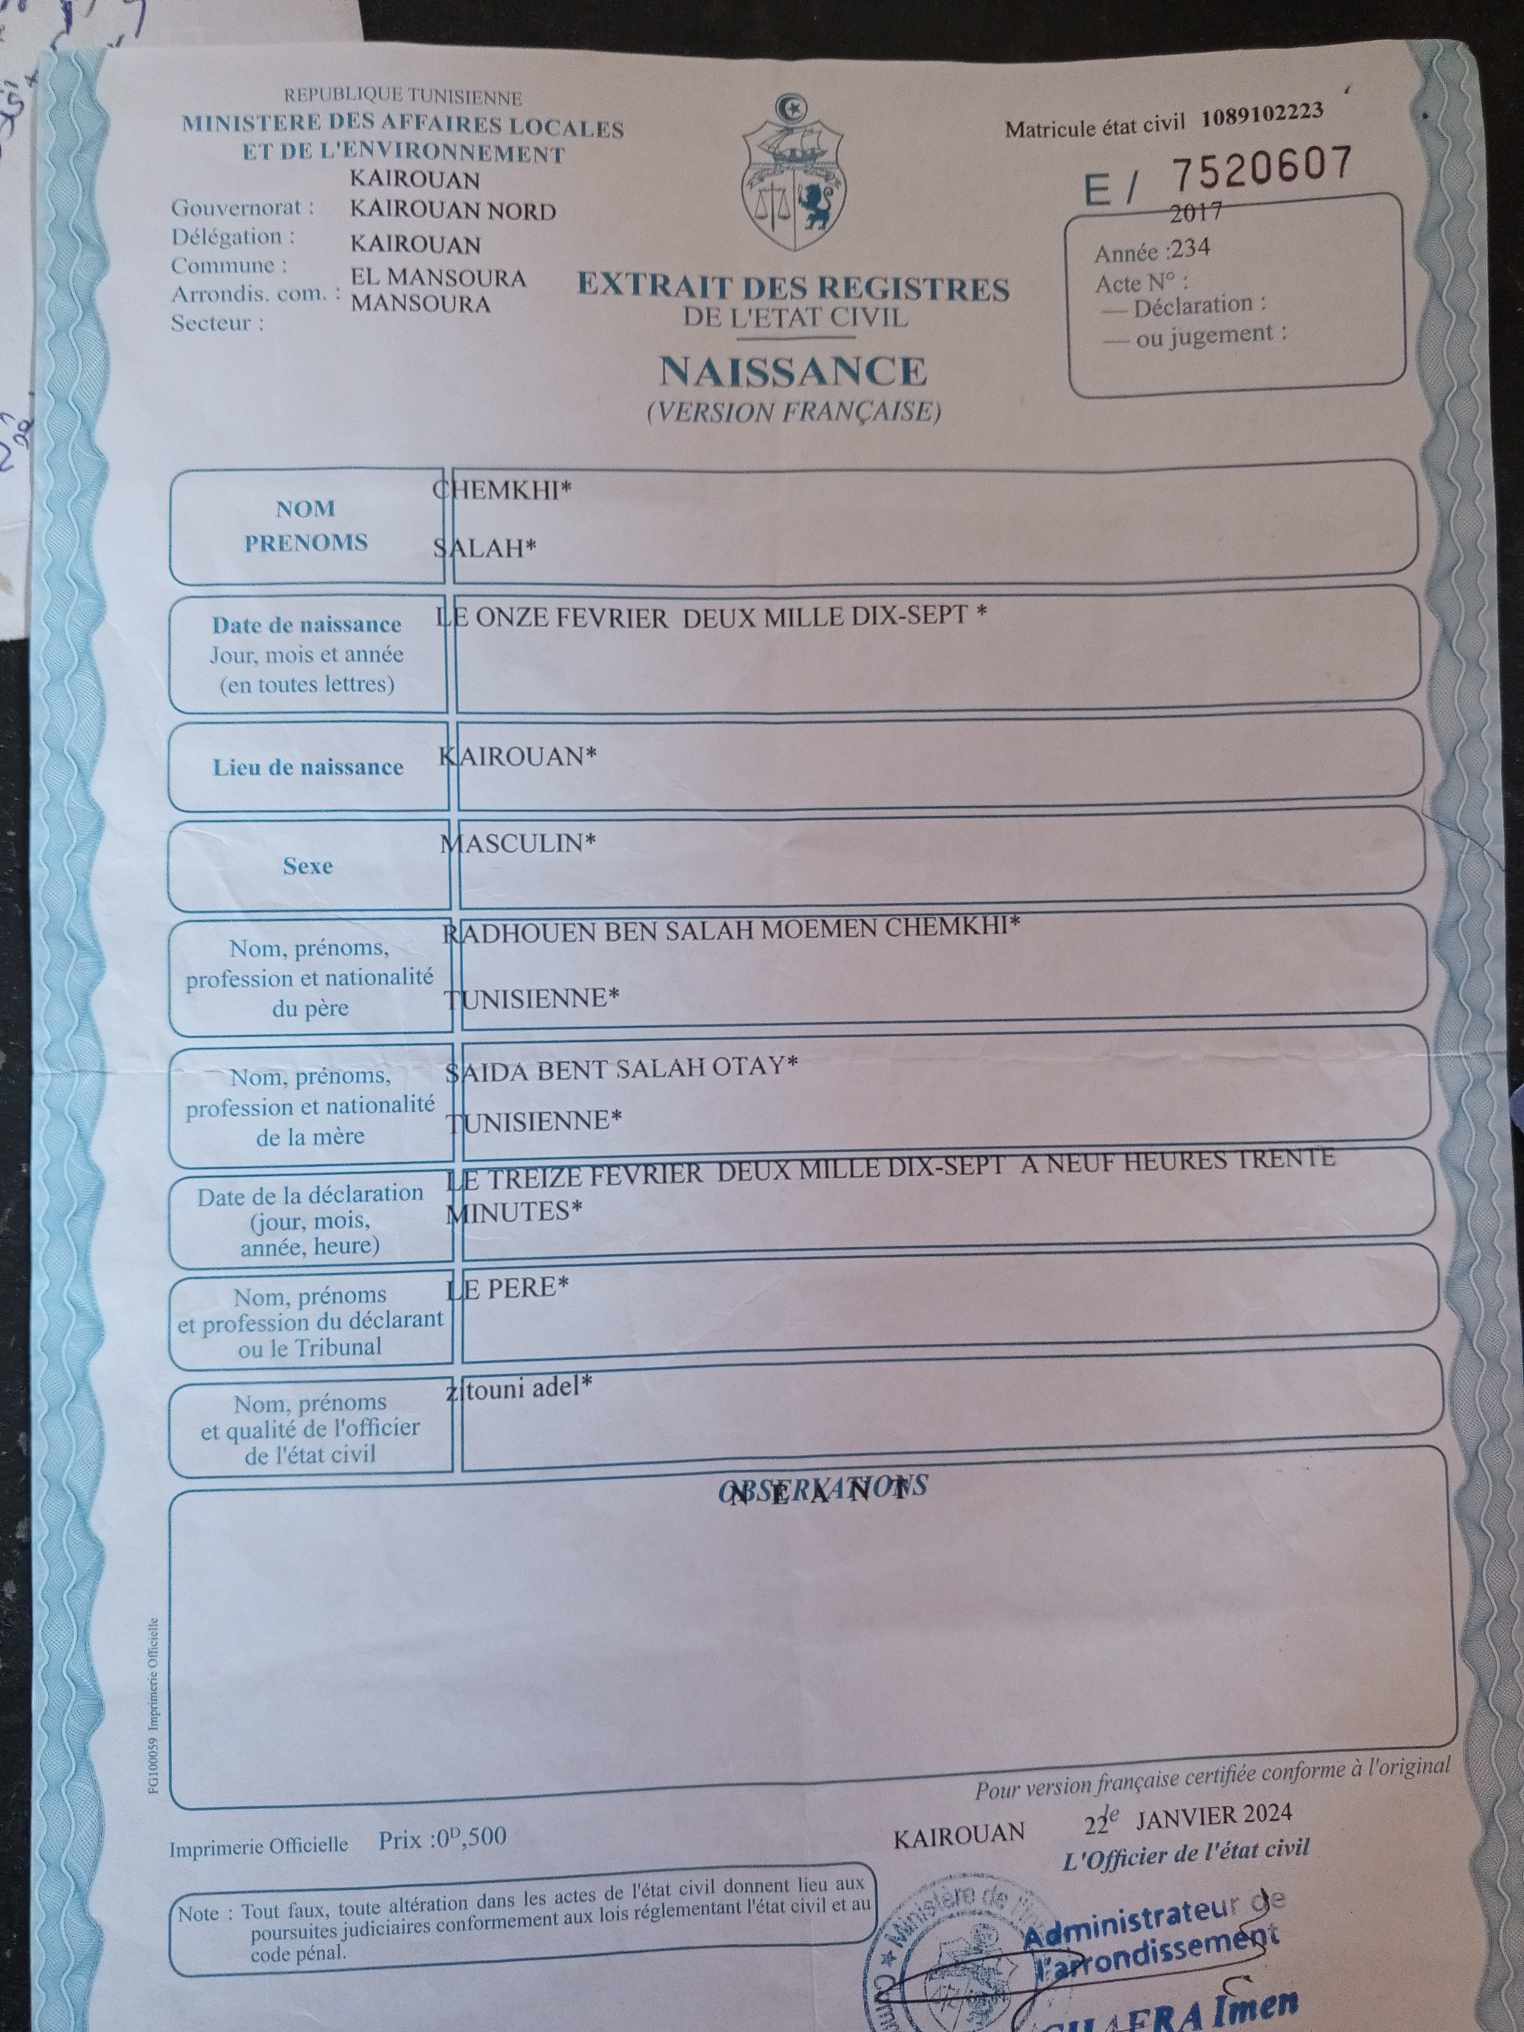 REPUBLIQUE TUNISIENNE
MINISTERE DES AFFAIRES LOCALES
ET DE L'ENVIRONNEMENT
KAIROUAN
Gouvernorat : KAIROUAN NORD
Délégation : KAIROUAN
Commune : EL MANSOURA
Arrondis. com. : MANSOURA
Secteur :
EXTRAIT DES REGISTRES
DE L'ETAT CIVIL
NAISSANCE
(VERSION FRANÇAISE)
Matricule état civil 1089102223
E / 7520607
2017
Année :234
Acte N° :
— Déclaration :
— ou jugement :
NOM
PRENOMS
CHEMKHI*
SALAH*
Date de naissance
Jour, mois et année
(en toutes lettres)
LE ONZE FEVRIER DEUX MILLE DIX-SEPT *
Lieu de naissance
KAIROUAN*
Sexe
MASCULIN*
Nom, prénoms,
profession et nationalité
du père
RADHOUEN BEN SALAH MOEMEN CHEMKHI*
TUNISIENNE*
Nom, prénoms,
profession et nationalité
de la mère
SAIDA BENT SALAH OTAY*
TUNISIENNE*
Date de la déclaration
(jour, mois,
année, heure)
LE TREIZE FEVRIER DEUX MILLE DIX-SEPT A NEUF HEURES TRENTE
MINUTES*
Nom, prénoms
et profession du déclarant
ou le Tribunal
LE PERE*
Nom, prénoms
et qualité de l'officier
de l'état civil
zitouni adel*
OBSERVATIONS
N E A N T
FG100059 Imprimerie Officielle
Pour version française certifiée conforme à l'original
KAIROUAN le 22 JANVIER 2024
L'Officier de l'état civil
Imprimerie Officielle Prix :0D,500
Note : Tout faux, toute altération dans les actes de l'état civil donnent lieu aux
poursuites judiciaires conformement aux lois réglementant l'état civil et au
code pénal.
Ministère de
Administrateur de
l'arrondissement
Imen